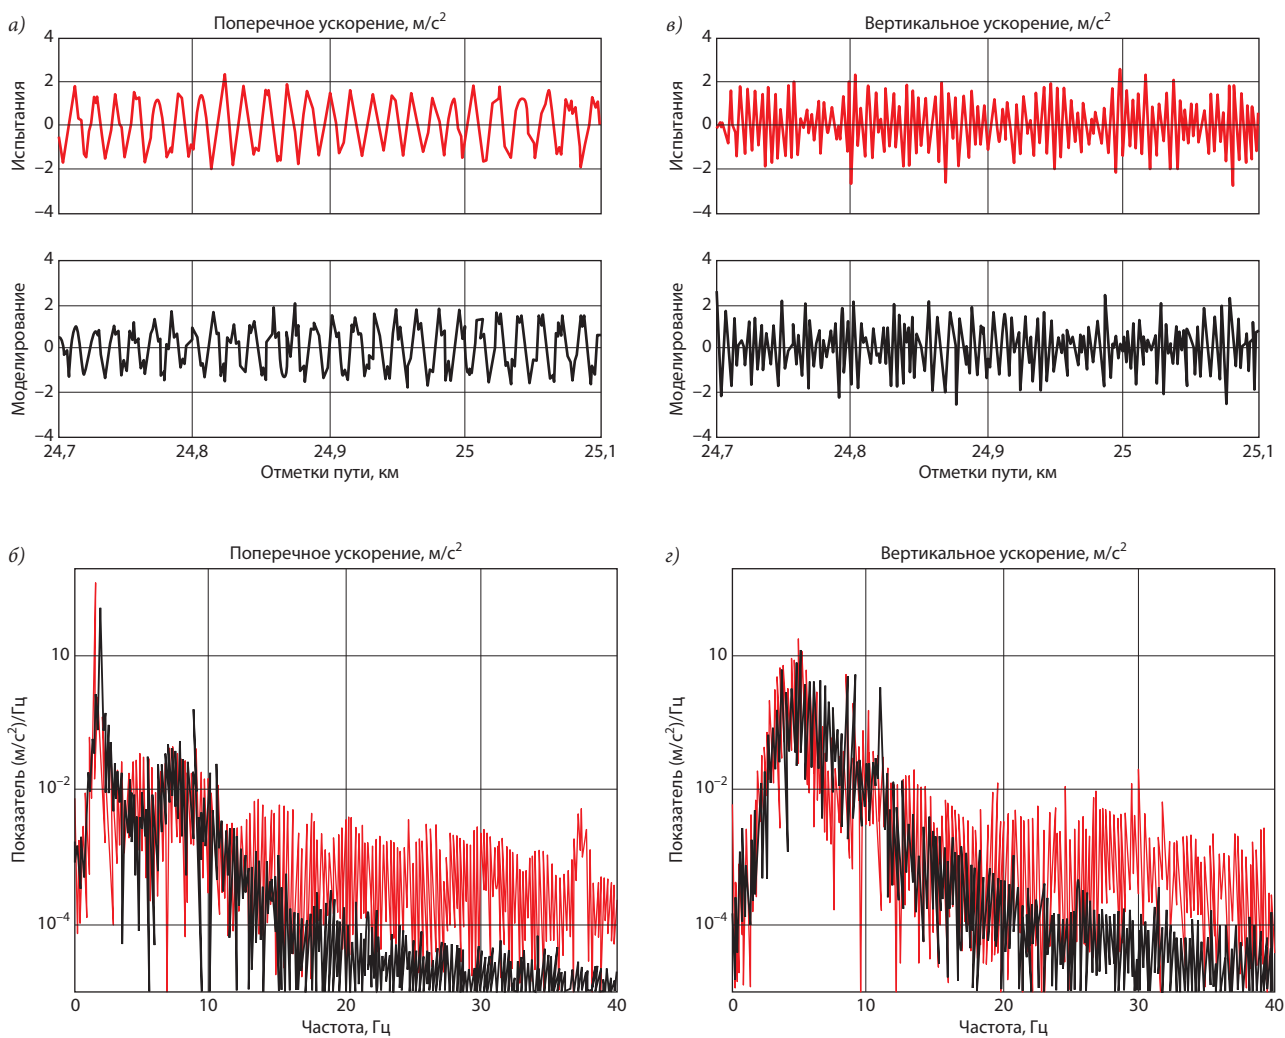 а) Поперечное ускорение, м/с²
Испытания
4
2
0
–2
–4
Моделирование
4
2
0
–2
–4
24,7 24,8 24,9 25 25,1
Отметки пути, км
в) Вертикальное ускорение, м/с²
Испытания
4
2
0
–2
–4
Моделирование
4
2
0
–2
–4
24,7 24,8 24,9 25 25,1
Отметки пути, км
б) Поперечное ускорение, м/с²
Показатель (м/с²)/Гц
10
10⁻²
10⁻⁴
0 10 20 30 40
Частота, Гц
г) Вертикальное ускорение, м/с²
Показатель (м/с²)/Гц
10
10⁻²
10⁻⁴
0 10 20 30 40
Частота, Гц